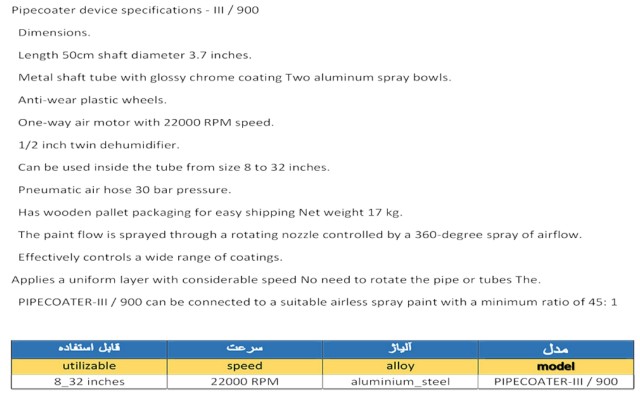 Pipecoater device specifications - III / 900
Dimensions.
Length 50cm shaft diameter 3.7 inches.
Metal shaft tube with glossy chrome coating Two aluminum spray bowls.
Anti-wear plastic wheels.
One-way air motor with 22000 RPM speed.
1/2 inch twin dehumidifier.
Can be used inside the tube from size 8 to 32 inches.
Pneumatic air hose 30 bar pressure.
Has wooden pallet packaging for easy shipping Net weight 17 kg.
The paint flow is sprayed through a rotating nozzle controlled by a 360-degree spray of airflow.
Effectively controls a wide range of coatings.
Applies a uniform layer with considerable speed No need to rotate the pipe or tubes The.
PIPECOATER-III / 900 can be connected to a suitable airless spray paint with a minimum ratio of 45: 1
قابل استفاده سرعت آلیاژ مدل
utilizable speed alloy model
8_32 inches 22000 RPM aluminium_steel PIPECOATER-III / 900